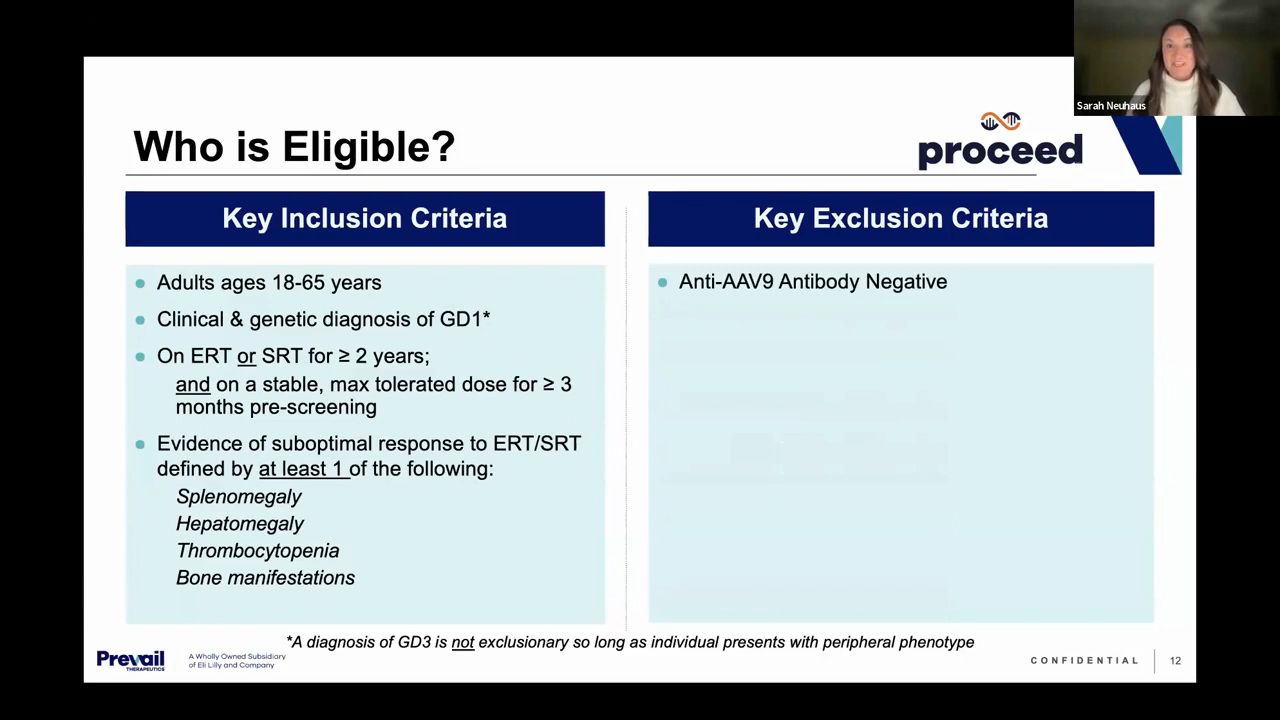 Sarah Neuhaus
Who is Eligible?
proceed
Key Inclusion Criteria
Adults ages 18-65 years
Clinical & genetic diagnosis of GD1*
On ERT or SRT for ≥ 2 years;
and on a stable, max tolerated dose for ≥ 3
months pre-screening
Evidence of suboptimal response to ERT/SRT
defined by at least 1 of the following:
Splenomegaly
Hepatomegaly
Thrombocytopenia
Bone manifestations
Key Exclusion Criteria
Anti-AAV9 Antibody Negative
*A diagnosis of GD3 is not exclusionary so long as individual presents with peripheral phenotype
Prevail
THERAPEUTICS
A Wholly Owned Subsidiary
of Eli Lilly and Company
CONFIDENTIAL
12